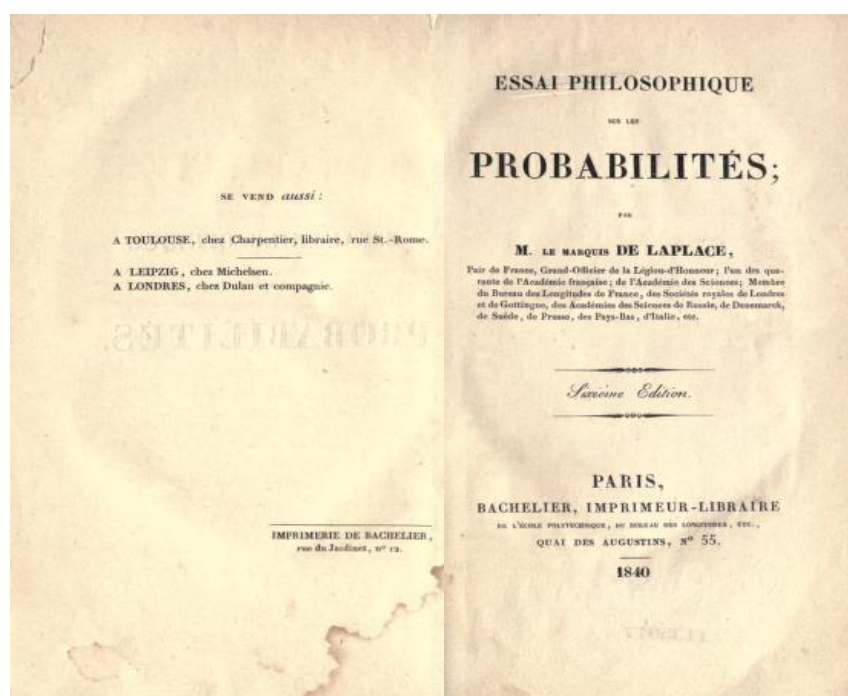 SE VEND aussi :
A TOULOUSE, chez Charpentier, libraire, rue St.-Rome.
A LEIPZIG, chez Michelsen.
A LONDRES, chez Dulau et compagnie.
IMPRIMERIE DE BACHELIER,
rue du Jardinet, nº 12.
ESSAI PHILOSOPHIQUE
SUR LES
PROBABILITÉS;
PAR
M. LE MARQUIS DE LAPLACE,
Pair de France, Grand-Officier de la Légion-d'Honneur; l'un des qua-
rante de l'Académie française; de l'Académie des Sciences; Membre
du Bureau des Longitudes de France, des Sociétés royales de Londres
et de Gottingue, des Académies des Sciences de Russie, de Danemarck,
de Suède, de Prusse, des Pays-Bas, d'Italie, etc.
Sixième Edition.
PARIS,
BACHELIER, IMPRIMEUR-LIBRAIRE
DE L'ÉCOLE POLYTECHNIQUE, DU BUREAU DES LONGITUDES, ETC.,
QUAI DES AUGUSTINS, Nº 55.
1840